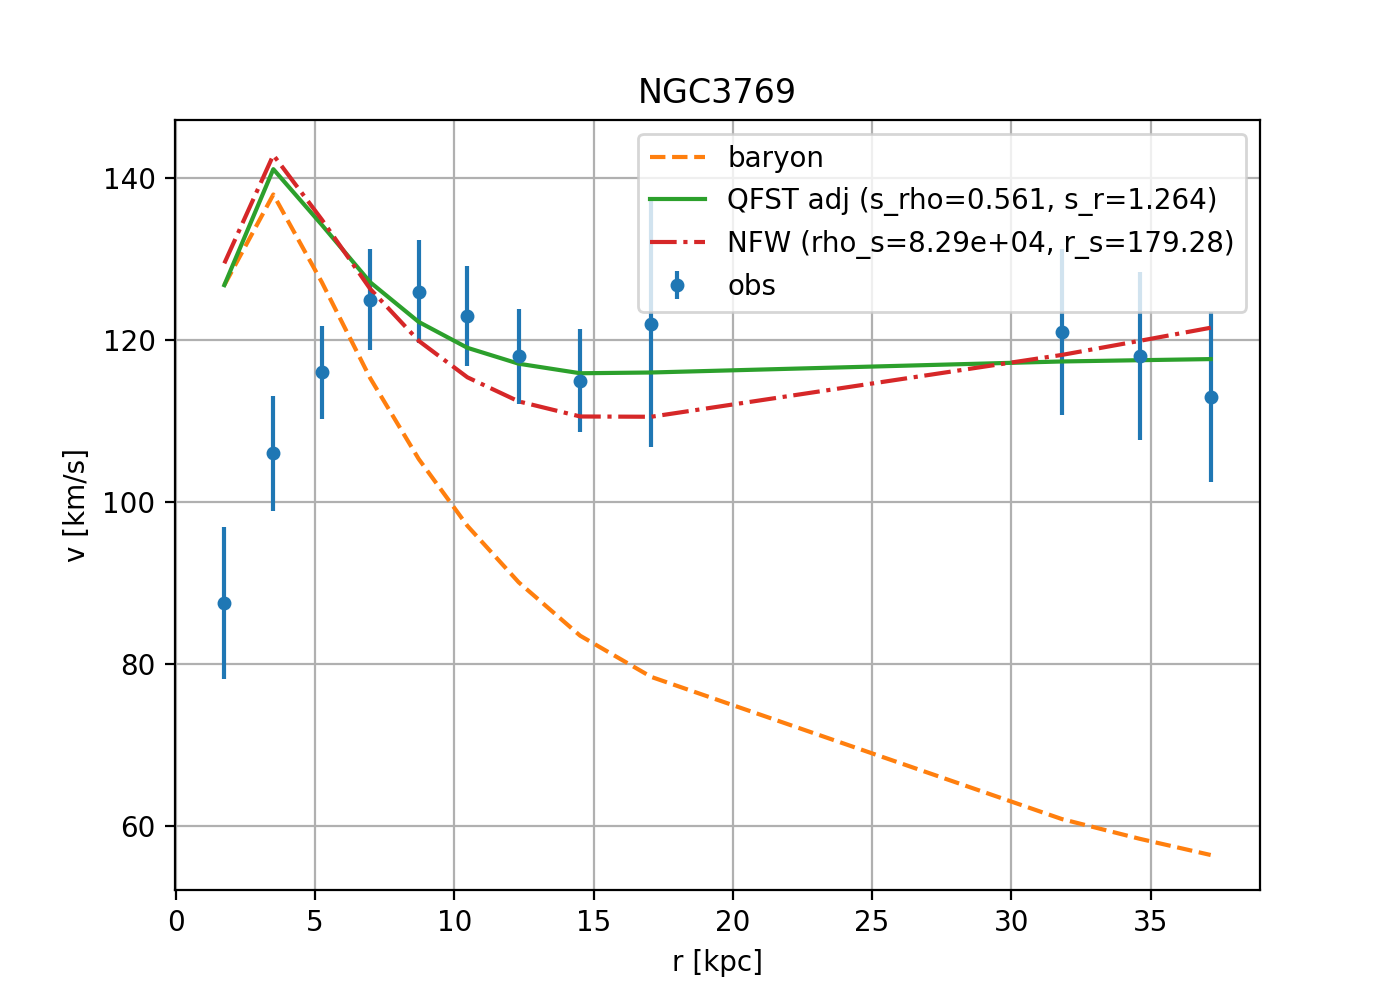 NGC3769
baryon
QFST adj (s_rho=0.561, s_r=1.264)
NFW (rho_s=8.29e+04, r_s=179.28)
obs
v [km/s]
140
120
100
80
60
0 5 10 15 20 25 30 35
r [kpc]